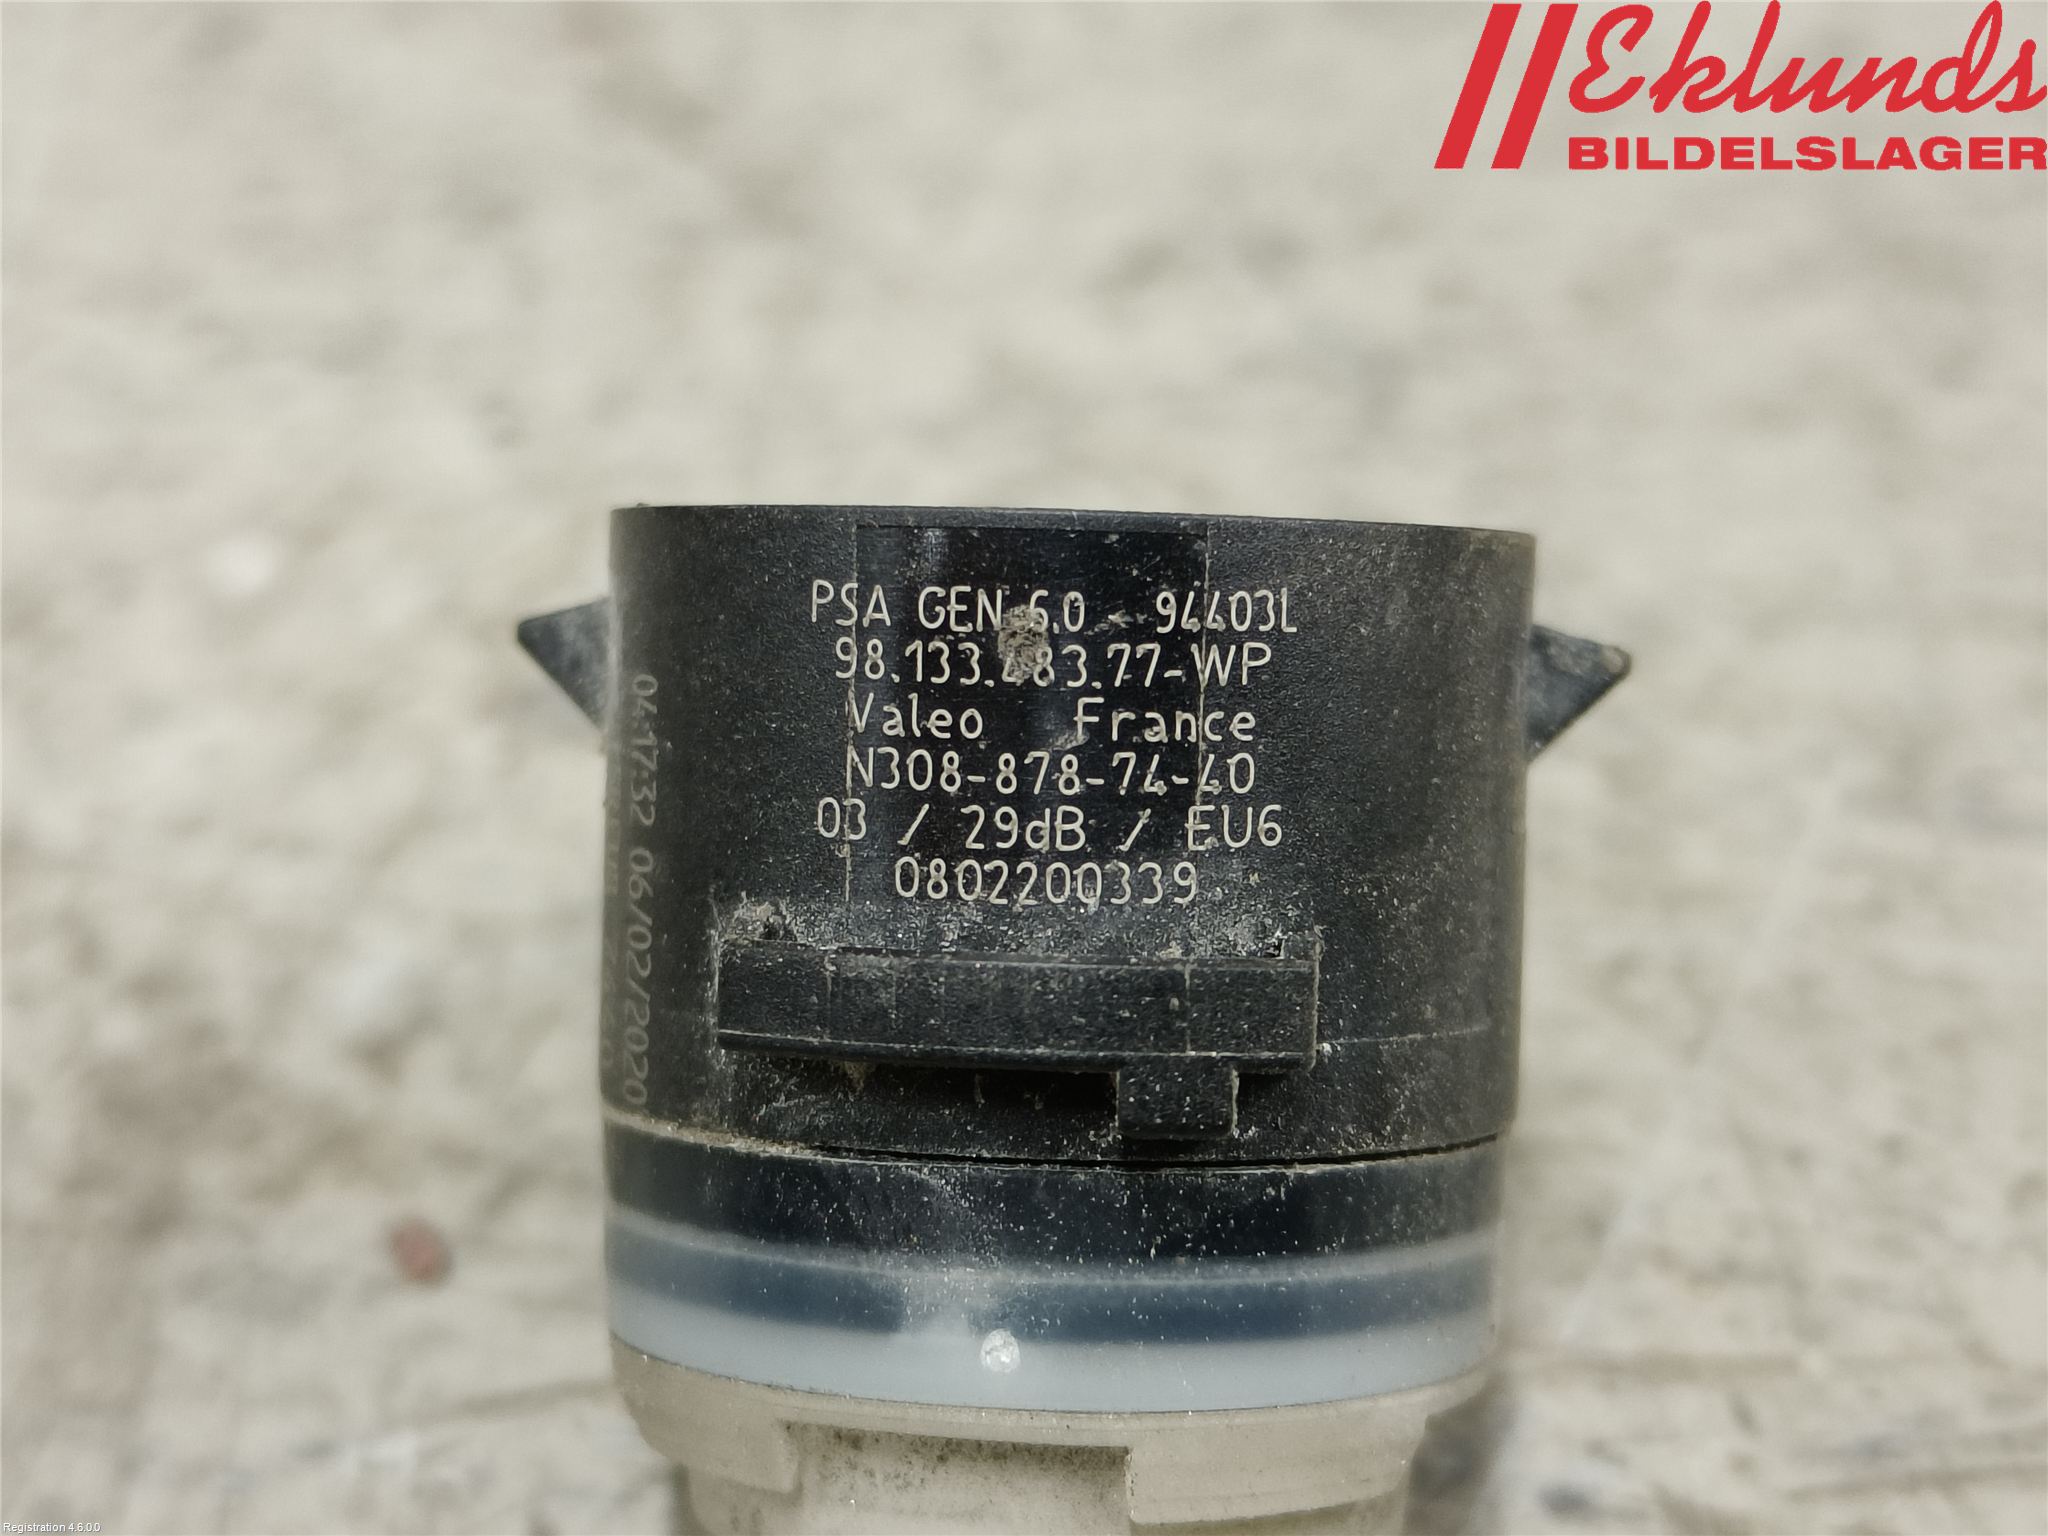 Eklunds
BILDELSLAGER
PSA GEN 6.0 - 94403L
98.133.483.77-WP
Valeo France
N308-878-74-40
03 / 29dB / EU6
0802200339
04:17:32 06/02/2020
Registration 4.6.0.0